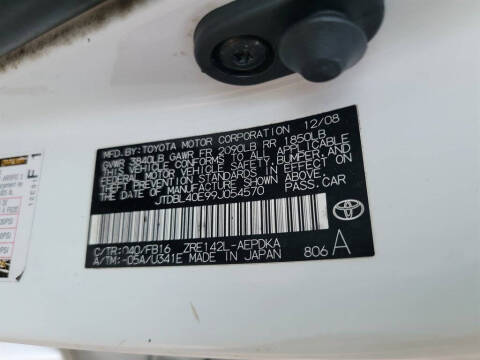 MFD.BY:TOYOTA MOTOR CORPORATION 12/08
GVWR 3840LB GAWR FR 2090LB RR 1850LB
THIS VEHICLE CONFORMS TO ALL APPLICABLE
FEDERAL MOTOR VEHICLE SAFETY, BUMPER, AND
THEFT PREVENTION STANDARDS IN EFFECT ON
THE DATE OF MANUFACTURE SHOWN ABOVE.
JTDBL40E99J054570 PASS.CAR
C/TR:040/FB16 ZRE142L-AEPDKA
A/TM:-05A/U341E MADE IN JAPAN
TOYOTA
806 A
F1